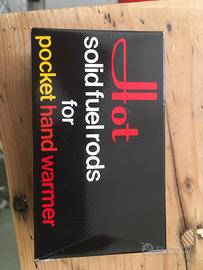 Hot
solid fuel rods
for
pocket hand warmer